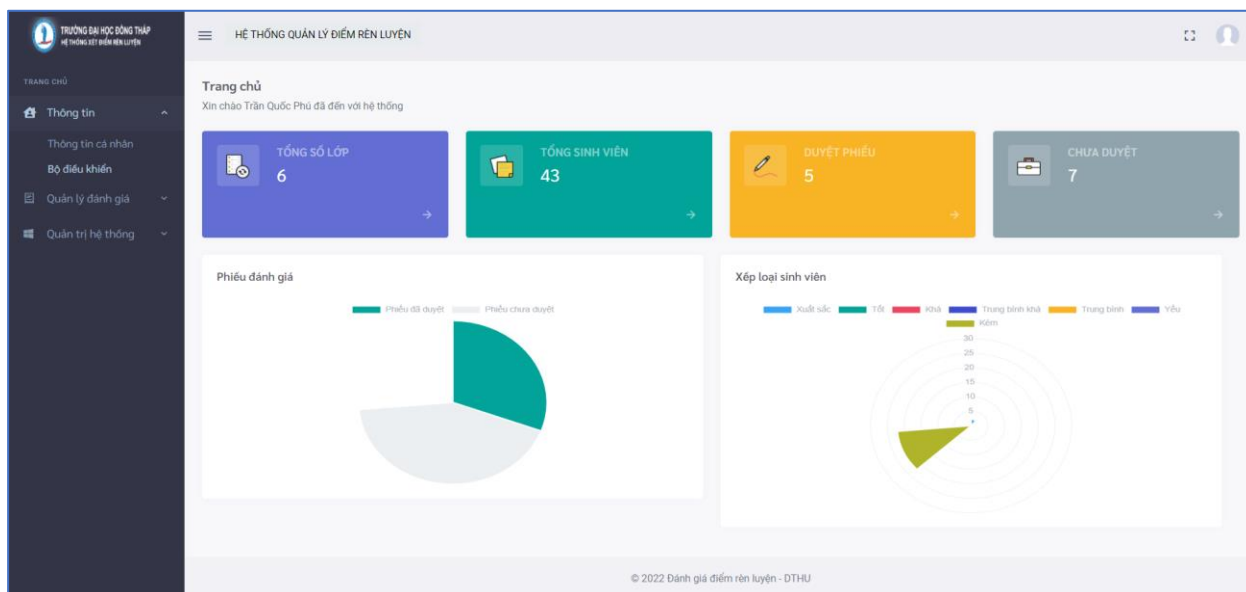 TRƯỜNG ĐẠI HỌC ĐỒNG THÁP
HỆ THỐNG XÉT ĐIỂM RÈN LUYỆN
HỆ THỐNG QUẢN LÝ ĐIỂM RÈN LUYỆN
TRANG CHỦ
Thông tin
Thông tin cá nhân
Bộ điều khiển
Quản lý đánh giá
Quản trị hệ thống
Trang chủ
Xin chào Trần Quốc Phú đã đến với hệ thống
TỔNG SỐ LỚP
6
TỔNG SINH VIÊN
43
DUYỆT PHIẾU
5
CHƯA DUYỆT
7
Phiếu đánh giá
Phiếu đã duyệt Phiếu chưa duyệt
Xếp loại sinh viên
Xuất sắc Tốt Khá Trung bình khá Trung bình Yếu
Kém
30
25
20
15
10
5
© 2022 Đánh giá điểm rèn luyện - DTHU